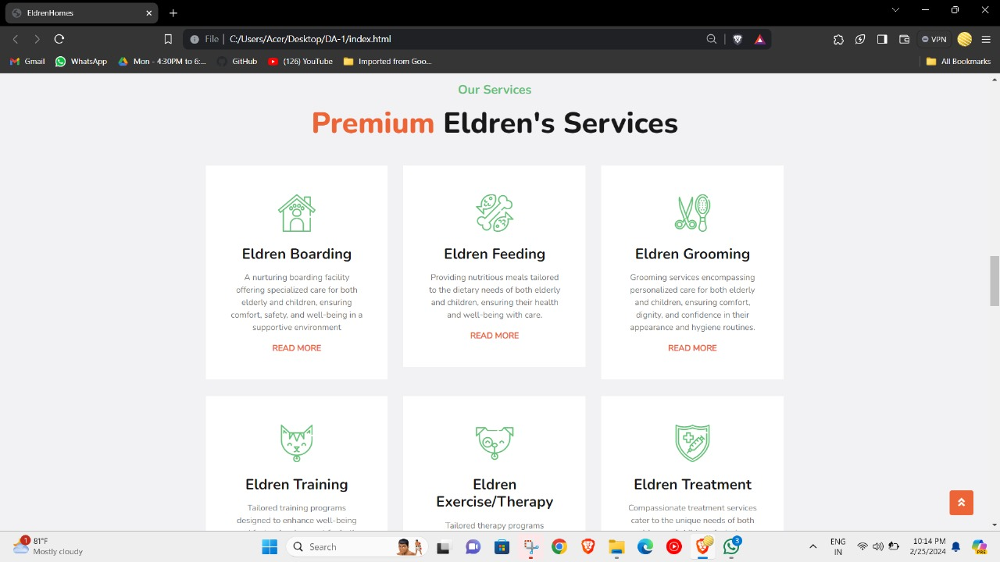 EldrenHomes
File
C:/Users/Acer/Desktop/DA-1/index.html
VPN
Gmail
WhatsApp
Mon - 4:30PM to 6:...
GitHub
(126) YouTube
Imported from Goo...
All Bookmarks
Our Services
Premium Eldren's Services
Eldren Boarding
A nurturing boarding facility
offering specialized care for both
elderly and children, ensuring
comfort, safety, and well-being in a
supportive environment
READ MORE
Eldren Feeding
Providing nutritious meals tailored
to the dietary needs of both elderly
and children, ensuring their health
and well-being with care.
READ MORE
Eldren Grooming
Grooming services encompassing
personalized care for both elderly
and children, ensuring comfort,
dignity, and confidence in their
appearance and hygiene routines.
READ MORE
Eldren Training
Tailored training programs
designed to enhance well-being
Eldren
Exercise/Therapy
Tailored therapy programs
Eldren Treatment
Compassionate treatment services
cater to the unique needs of both
1
81°F
Mostly cloudy
Search
3
ENG
IN
10:14 PM
2/25/2024
PRE